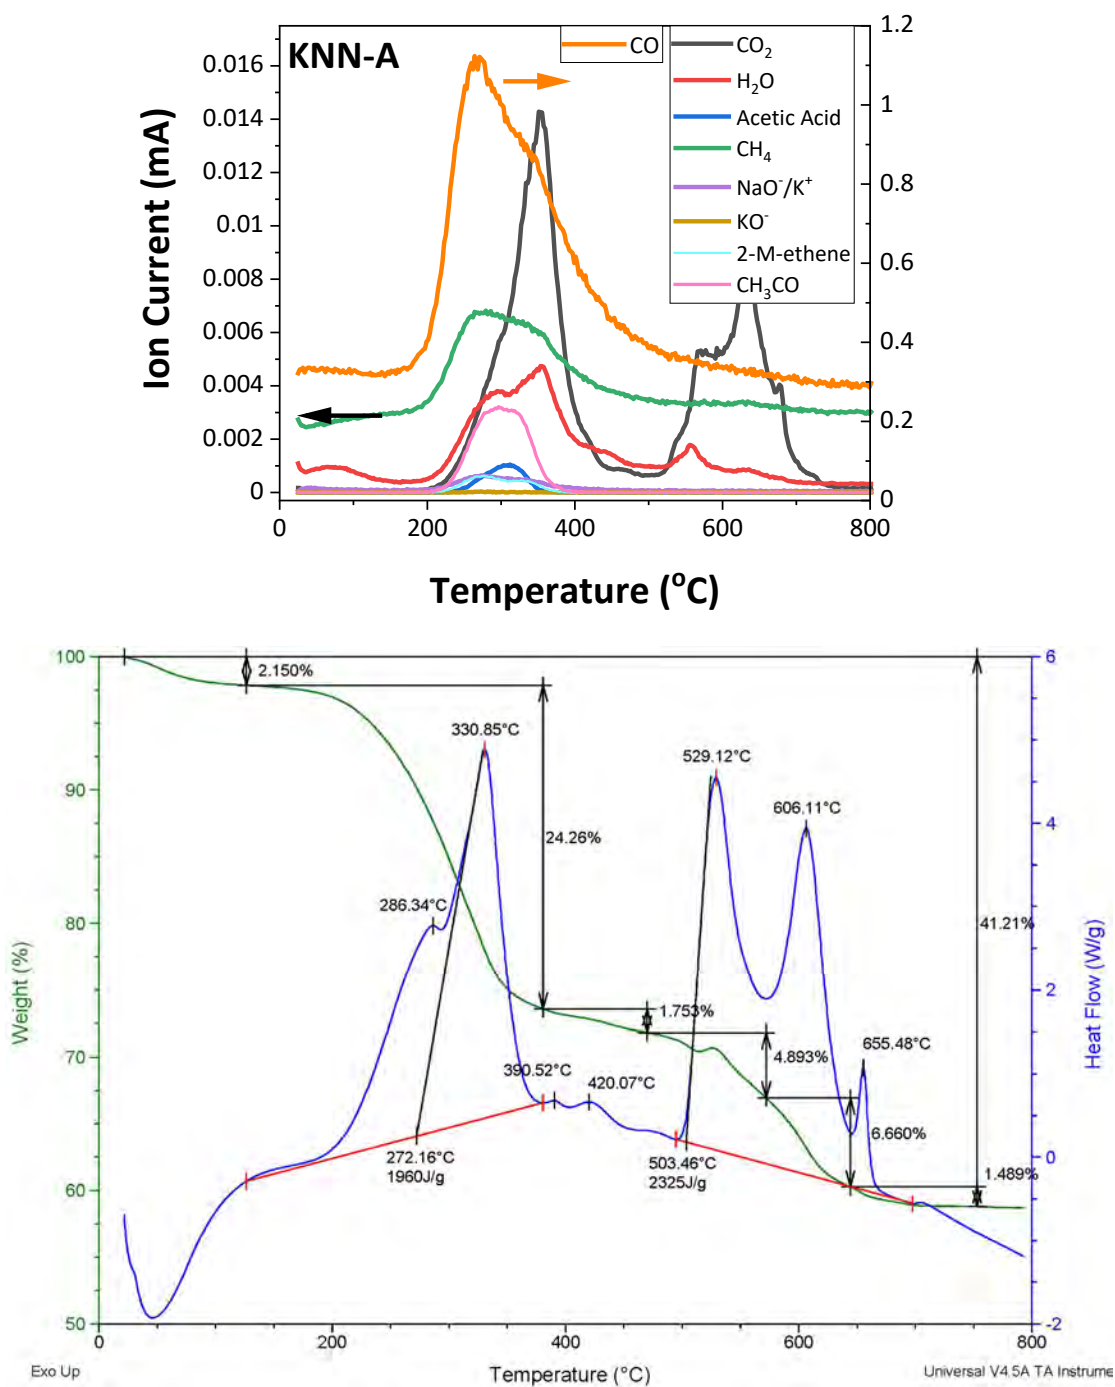 KNN-A
CO
CO₂
H₂O
Acetic Acid
CH₄
NaO⁻/K⁺
KO⁻
2-M-ethene
CH₃CO
Ion Current (mA)
0.016
0.014
0.012
0.01
0.008
0.006
0.004
0.002
0
1.2
1
0.8
0.6
0.4
0.2
0
0 200 400 600 800
Temperature (°C)
100
90
80
70
60
50
Weight (%)
6
4
2
0
-2
Heat Flow (W/g)
2.150%
330.85°C
529.12°C
606.11°C
24.26%
41.21%
286.34°C
1.753%
4.893%
655.48°C
390.52°C
420.07°C
6.660%
272.16°C
1960J/g
503.46°C
2325J/g
1.489%
0 200 400 600 800
Exo Up
Temperature (°C)
Universal V4.5A TA Instrume